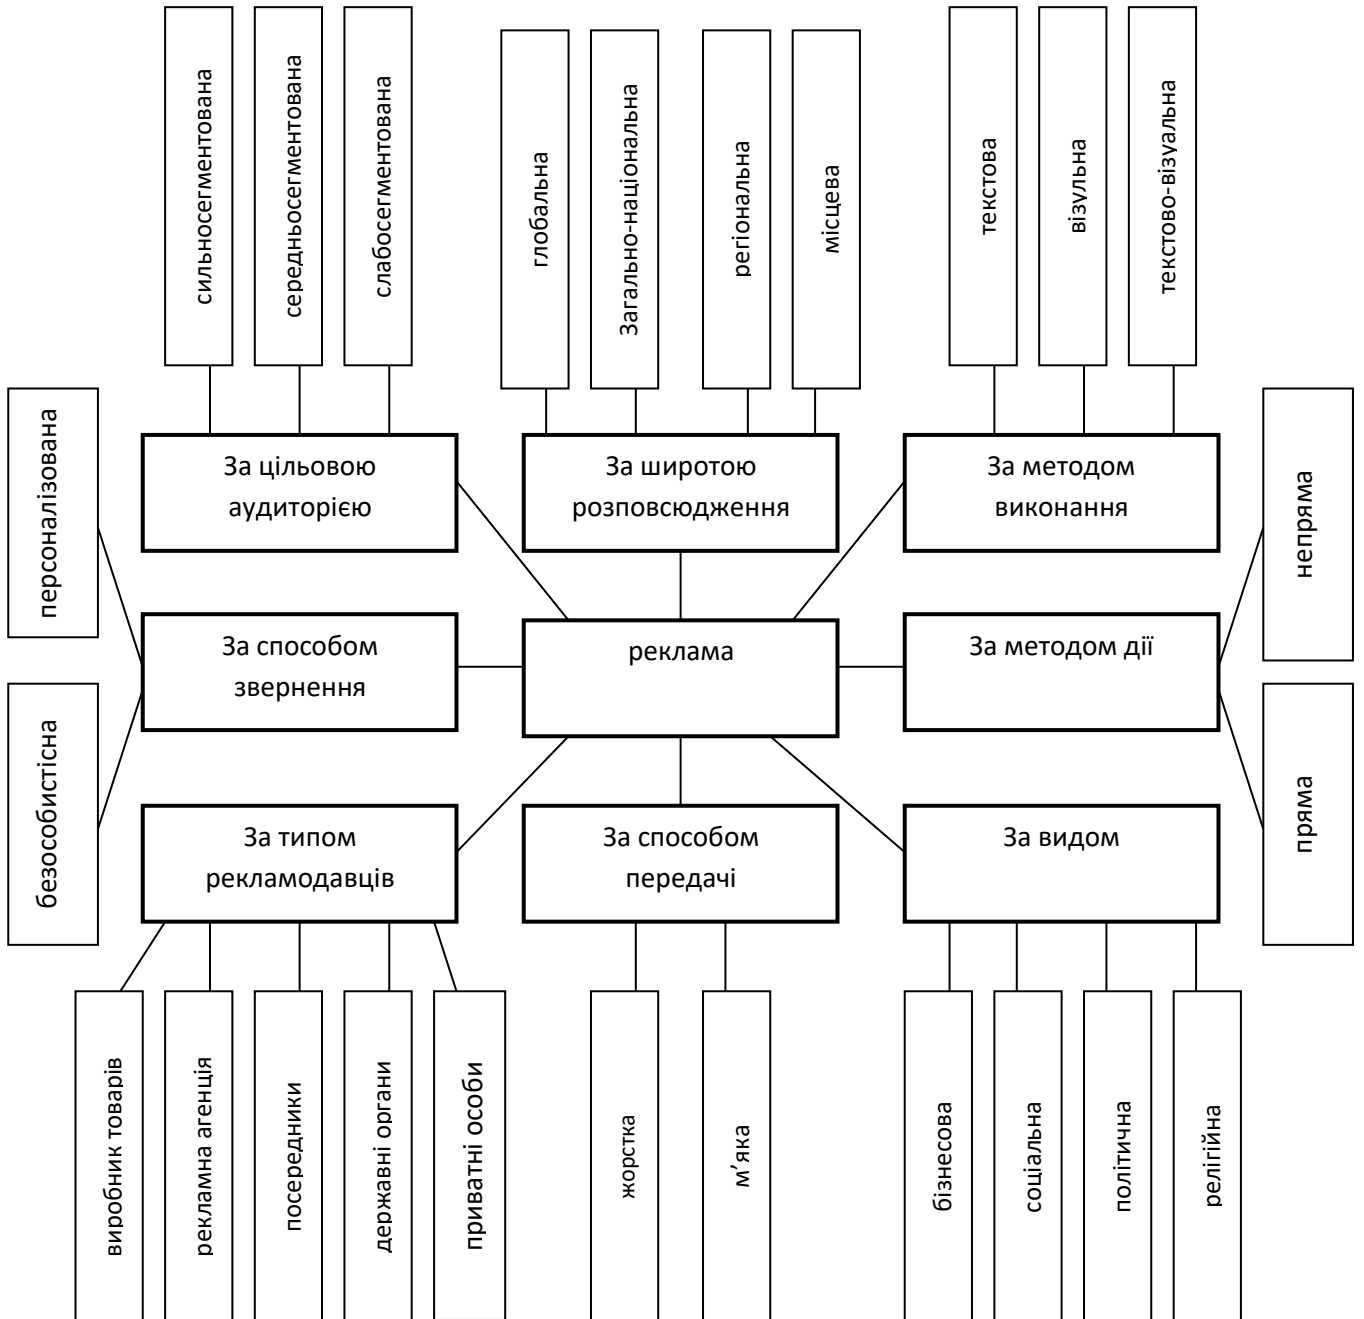 сильносегментована
середньосегментована
слабосегментована
глобальна
Загально-національна
регіональна
місцева
текстова
візульна
текстово-візуальна
персоналізована
За цільовою
аудиторією
За широтою
розповсюдження
За методом
виконання
непряма
За способом
звернення
реклама
За методом дії
безособистісна
За типом
рекламодавців
За способом
передачі
За видом
пряма
виробник товарів
рекламна агенція
посередники
державні органи
приватні особи
жорстка
м’яка
бізнесова
соціальна
політична
релігійна